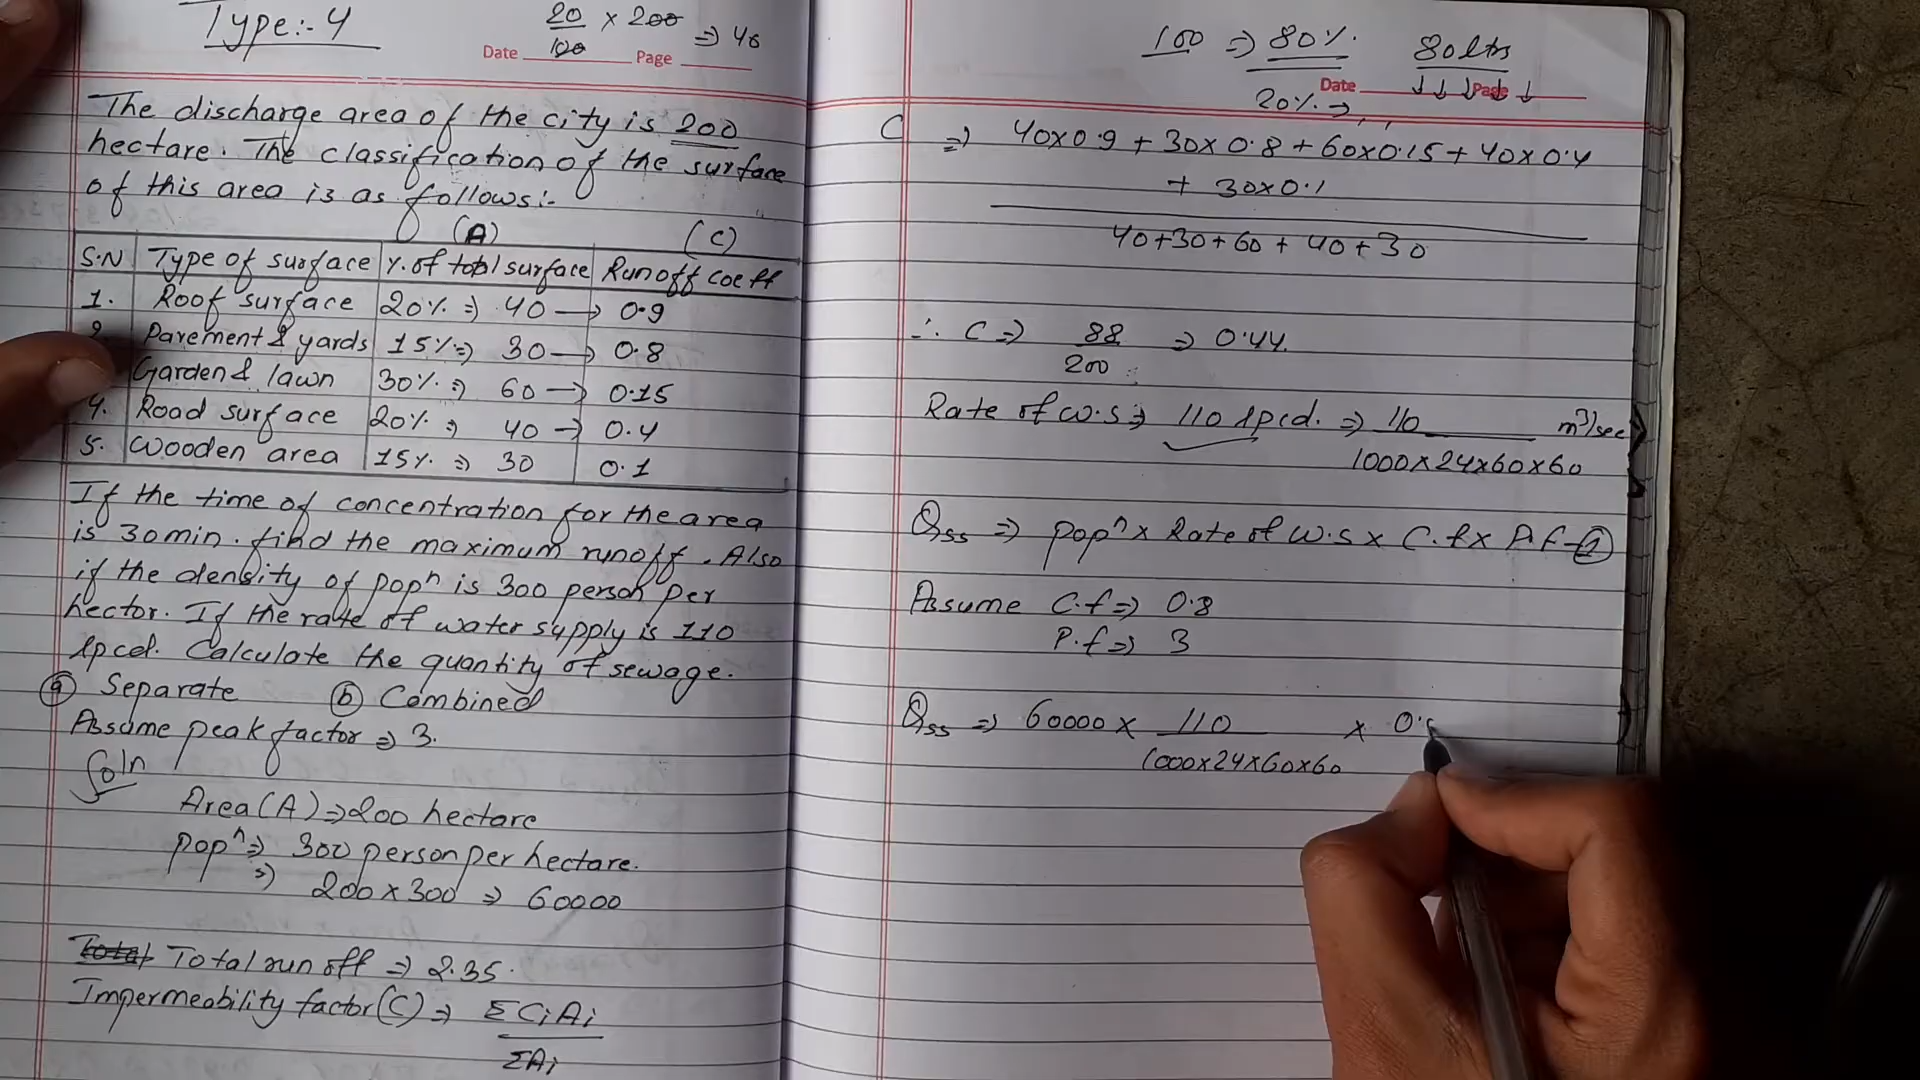 Type:- 4
20/100 x 200 => 40
Date Page
The discharge area of the city is 200
hectare. The classification of the surface
of this area is as follows:-
(A) (C)
S.N Type of surface %.of total surface Runoff coeff
1. Roof surface 20% => 40 → 0.9
2. Pavement & yards 15% => 30 → 0.8
Garden & lawn 30% => 60 → 0.15
4. Road surface 20% => 40 → 0.4
5. Wooden area 15% => 30 0.1
If the time of concentration for the area
is 30 min. find the maximum runoff. Also
if the density of popn is 300 person per
hector. If the rate of water supply is 110
lpcd. Calculate the quantity of sewage.
(a) Separate (b) Combined
Assume peak factor => 3.
Soln
Area (A) => 200 hectare
popn => 300 person per hectare.
=> 200 x 300 => 60000
Total Total run off => 2.35.
Impermeability factor (C) => ΣCiAi
ΣAi
100 => 80%. 80 ltrs
Date Page
20% →
C => 40x0.9 + 30x0.8 + 60x0.15 + 40x0.4
+ 30x0.1
40+30+60+40+30
∴ C => 88/200 => 0.44.
Rate of w.s => 110 lpcd. => 110 m³/sec
1000x24x60x60
Qss => popn x Rate of w.s x C.f x P.f -(2)
Assume C.f => 0.8
P.f => 3
Qss => 60000 x 110 x 0.
1000x24x60x60